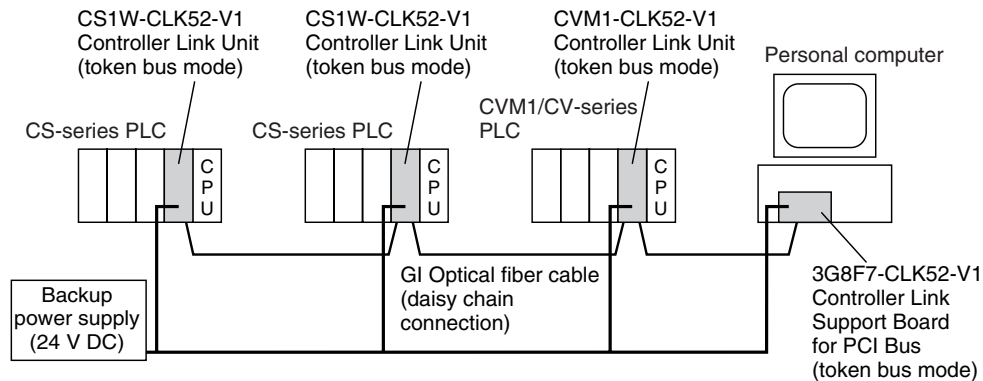 CS1W-CLK52-V1
Controller Link Unit
(token bus mode)
CS1W-CLK52-V1
Controller Link Unit
(token bus mode)
CVM1-CLK52-V1
Controller Link Unit
(token bus mode)
Personal computer
CS-series PLC
CS-series PLC
CVM1/CV-series
PLC
C
P
U
C
P
U
C
P
U
GI Optical fiber cable
(daisy chain
connection)
3G8F7-CLK52-V1
Controller Link
Support Board
for PCI Bus
(token bus mode)
Backup
power supply
(24 V DC)